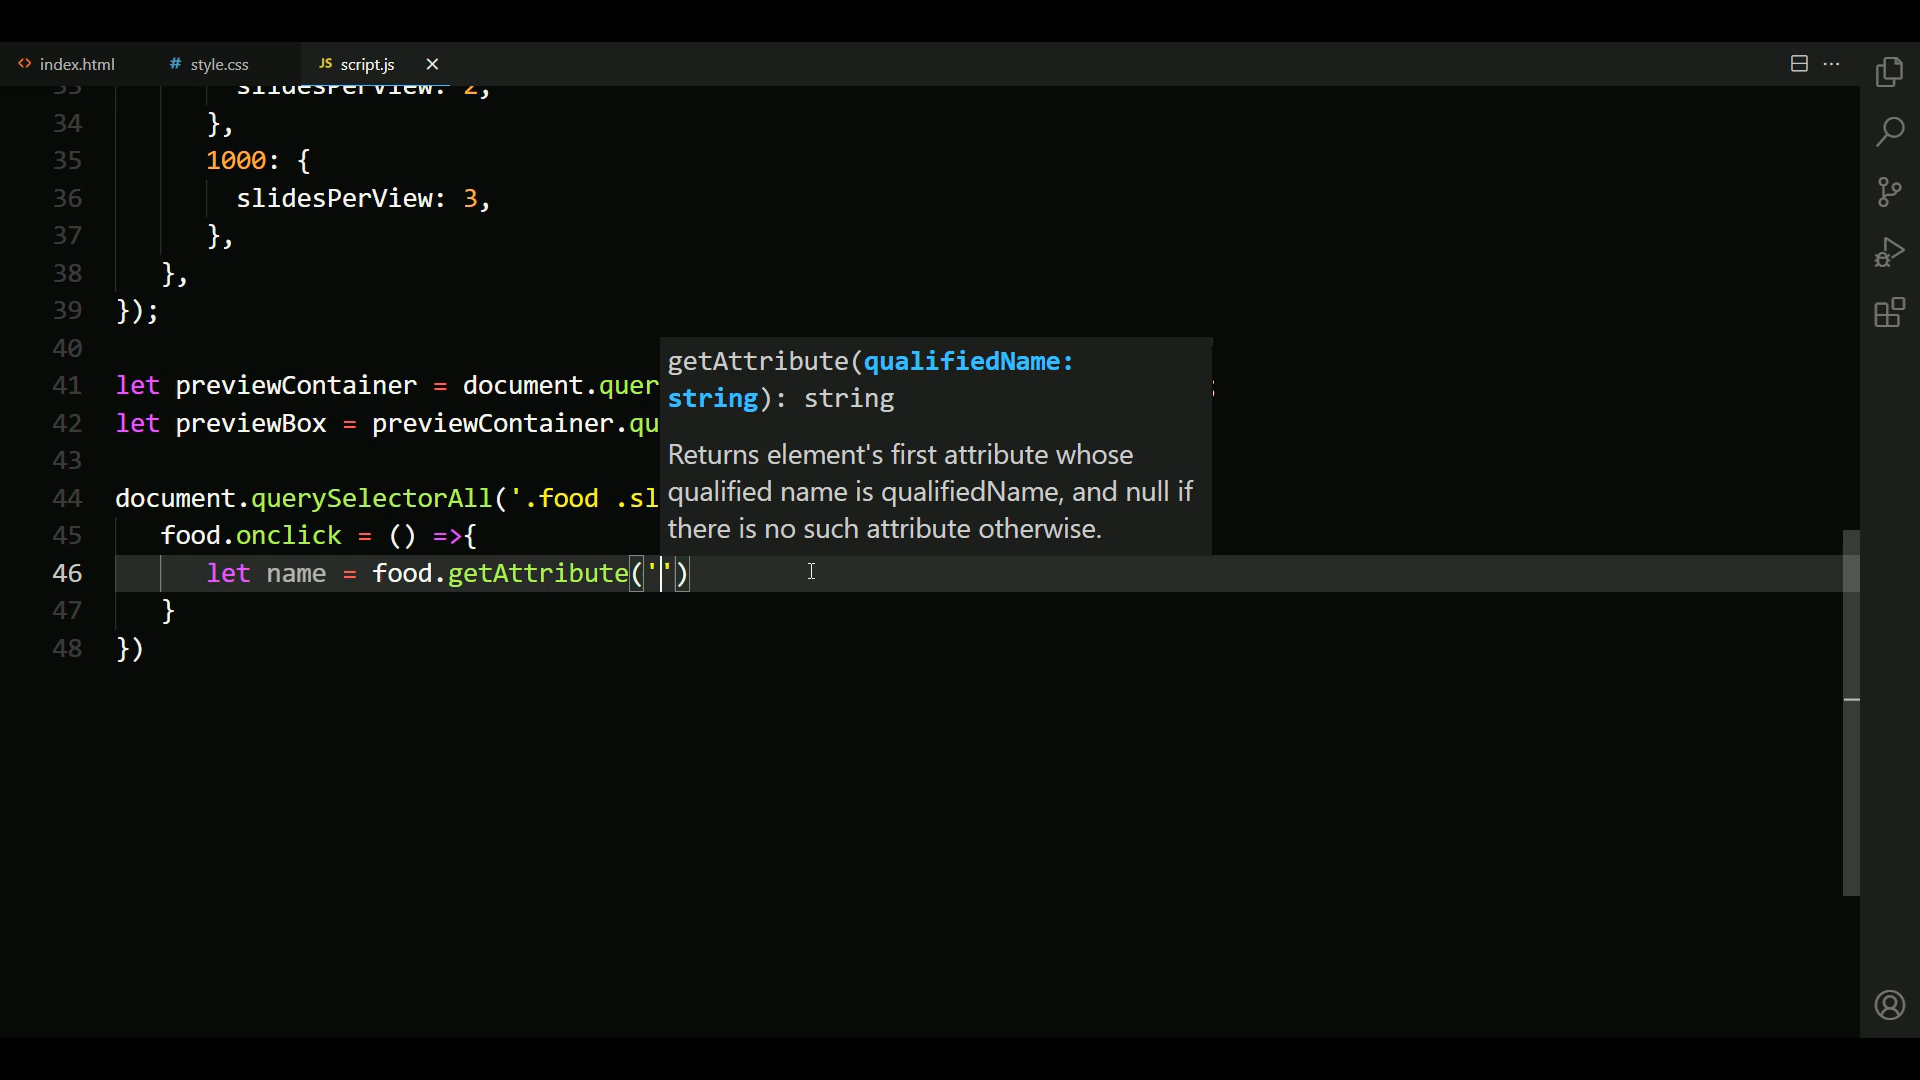 index.html
style.css
JS script.js
33 slidesPerView: 2,
34 },
35 1000: {
36 slidesPerView: 3,
37 },
38 },
39 });
40
41 let previewContainer = document.quer
42 let previewBox = previewContainer.qu
43
44 document.querySelectorAll('.food .sl
45 food.onclick = () =>{
46 let name = food.getAttribute('')
47 }
48 })
getAttribute(qualifiedName:
string): string
Returns element's first attribute whose
qualified name is qualifiedName, and null if
there is no such attribute otherwise.